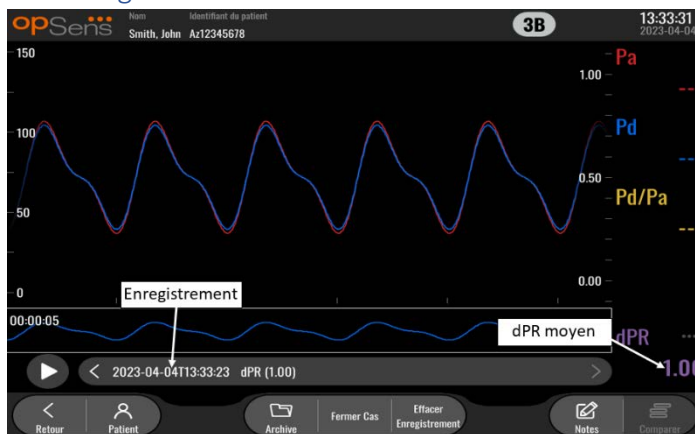 opSens
Nom
Identifiant du patient
Smith, John
Az12345678
3B
13:33:31
2023-04-04
150
100
50
0
1.00
0.50
0.00
Pa
--
Pd
--
Pd/Pa
--
Enregistrement
00:00:05
dPR moyen
dPR
1.00
2023-04-04T13:33:23 dPR (1.00)
Retour
Patient
Archive
Fermer Cas
Effacer
Enregistrement
Notes
Comparer